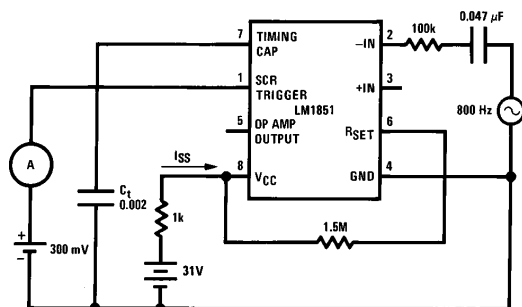 0.047 μF
7
TIMING
CAP
2
–IN
100k
1
SCR
TRIGGER
LM1851
3
+IN
800 Hz
5
OP AMP
OUTPUT
6
RSET
A
ISS
8
VCC
4
GND
Ct
0.002
1k
1.5M
+
–
300 mV
31V